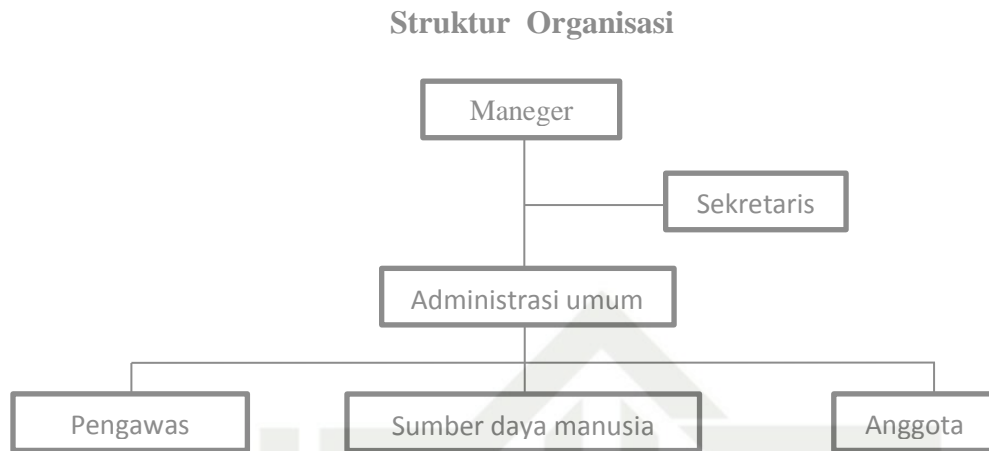 Struktur Organisasi
Maneger
Sekretaris
Administrasi umum
Pengawas
Sumber daya manusia
Anggota